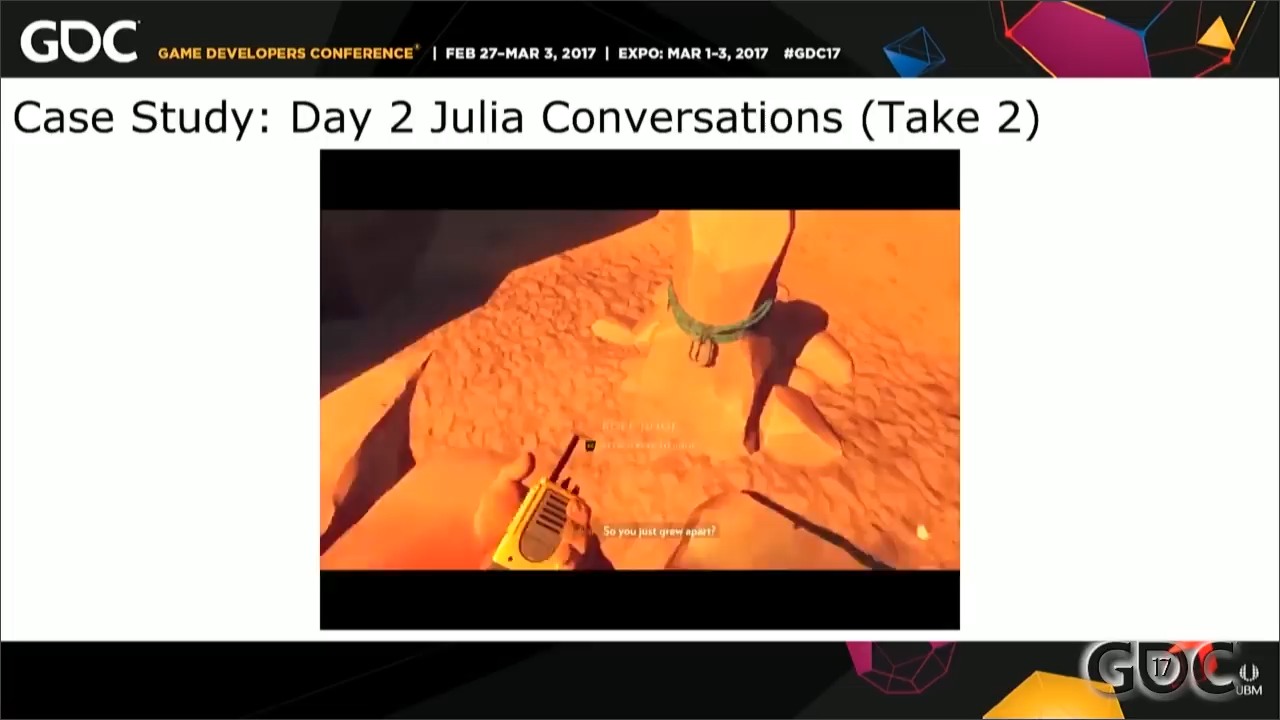 GDC GAME DEVELOPERS CONFERENCE® | FEB 27-MAR 3, 2017 | EXPO: MAR 1-3, 2017 #GDC17
Case Study: Day 2 Julia Conversations (Take 2)
So you just grew apart?
GDC 17
UBM